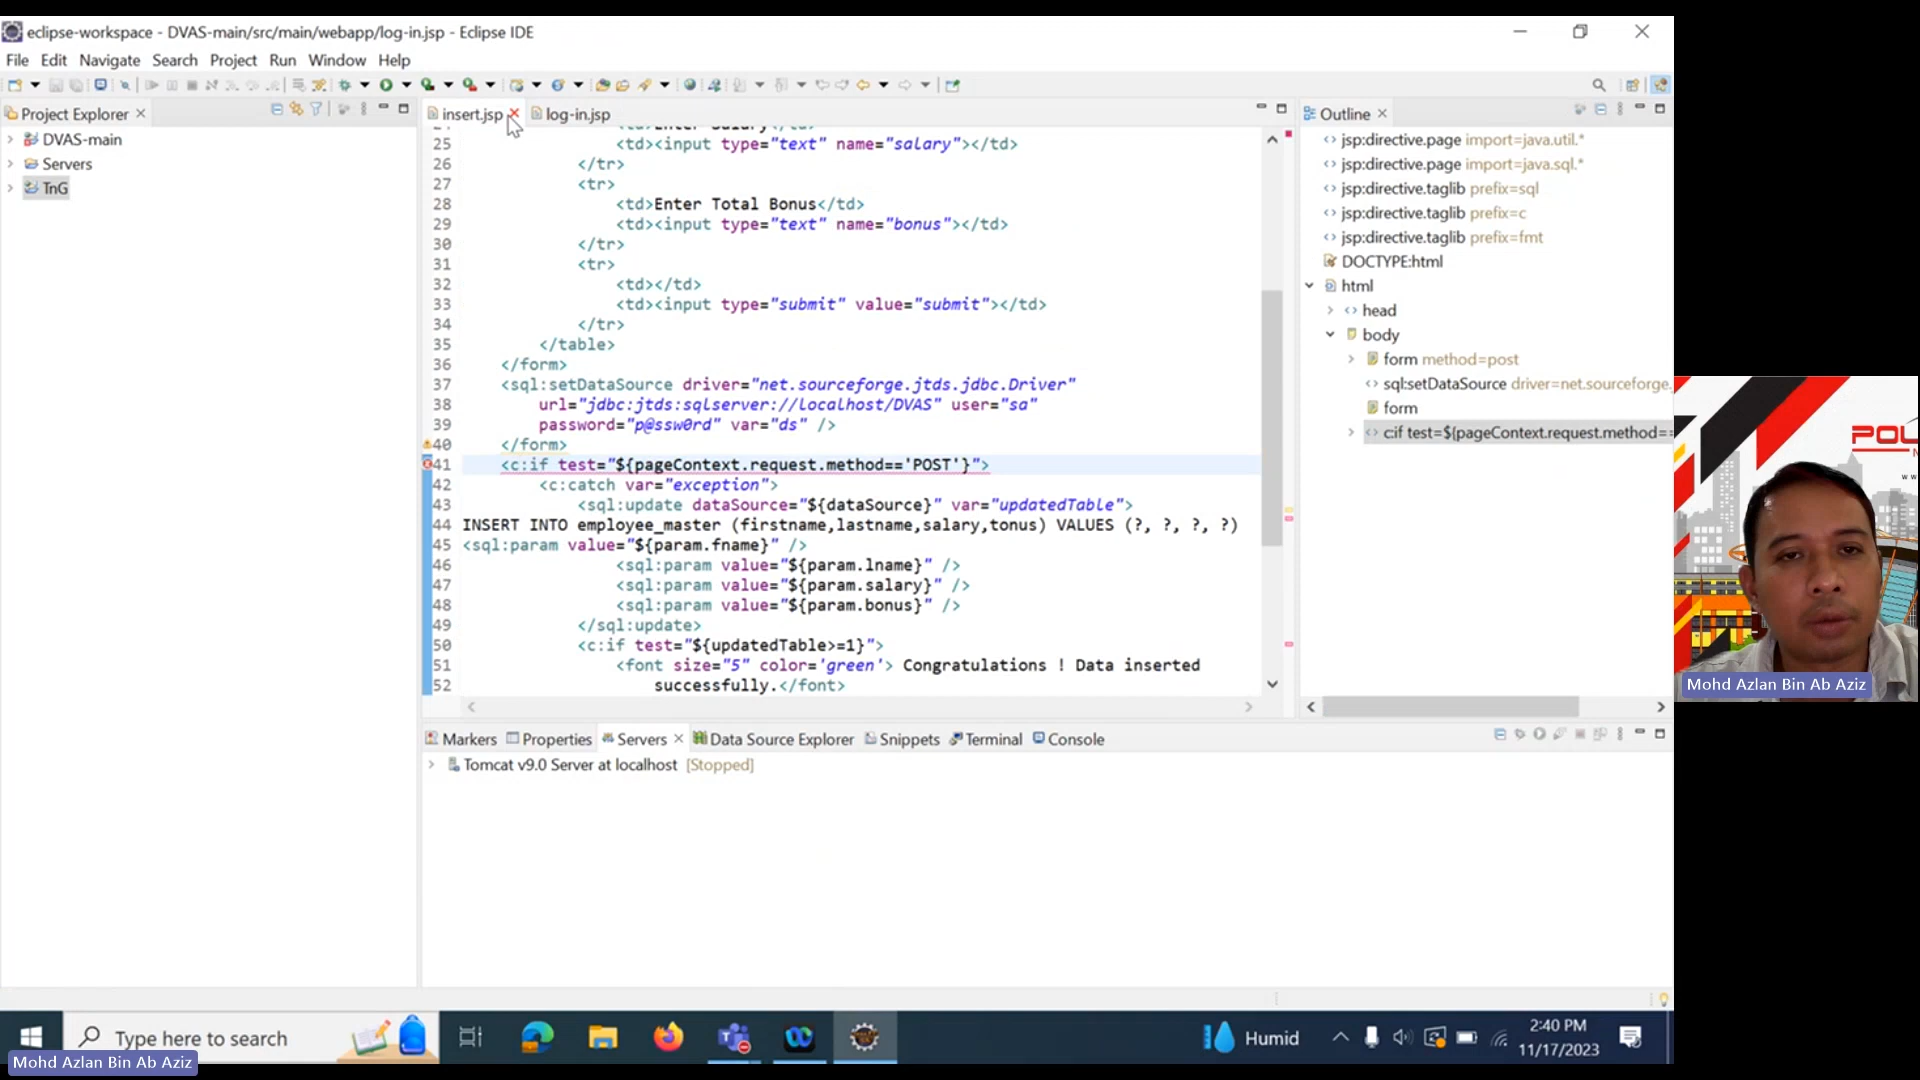 eclipse-workspace - DVAS-main/src/main/webapp/log-in.jsp - Eclipse IDE
File Edit Navigate Search Project Run Window Help
Project Explorer
DVAS-main
Servers
TnG
insert.jsp log-in.jsp
25 <td><input type="text" name="salary"></td>
26 </tr>
27 <tr>
28 <td>Enter Total Bonus</td>
29 <td><input type="text" name="bonus"></td>
30 </tr>
31 <tr>
32 <td></td>
33 <td><input type="submit" value="submit"></td>
34 </tr>
35 </table>
36 </form>
37 <sql:setDataSource driver="net.sourceforge.jtds.jdbc.Driver"
38 url="jdbc:jtds:sqlserver://localhost/DVAS" user="sa"
39 password="p@ssw0rd" var="ds" />
40 </form>
41 <c:if test="${pageContext.request.method=='POST'}">
42 <c:catch var="exception">
43 <sql:update dataSource="${dataSource}" var="updatedTable">
44 INSERT INTO employee_master (firstname,lastname,salary,tonus) VALUES (?, ?, ?, ?)
45 <sql:param value="${param.fname}" />
46 <sql:param value="${param.lname}" />
47 <sql:param value="${param.salary}" />
48 <sql:param value="${param.bonus}" />
49 </sql:update>
50 <c:if test="${updatedTable>=1}">
51 <font size="5" color='green'> Congratulations ! Data inserted
52 successfully.</font>
Outline
jsp:directive.page import=java.util.*
jsp:directive.page import=java.sql.*
jsp:directive.taglib prefix=sql
jsp:directive.taglib prefix=c
jsp:directive.taglib prefix=fmt
DOCTYPE:html
html
head
body
form method=post
sql:setDataSource driver=net.sourceforge.
form
c:if test=${pageContext.request.method==
Markers Properties Servers Data Source Explorer Snippets Terminal Console
Tomcat v9.0 Server at localhost [Stopped]
POL
Mohd Azlan Bin Ab Aziz
Type here to search
Humid
2:40 PM
11/17/2023
Mohd Azlan Bin Ab Aziz